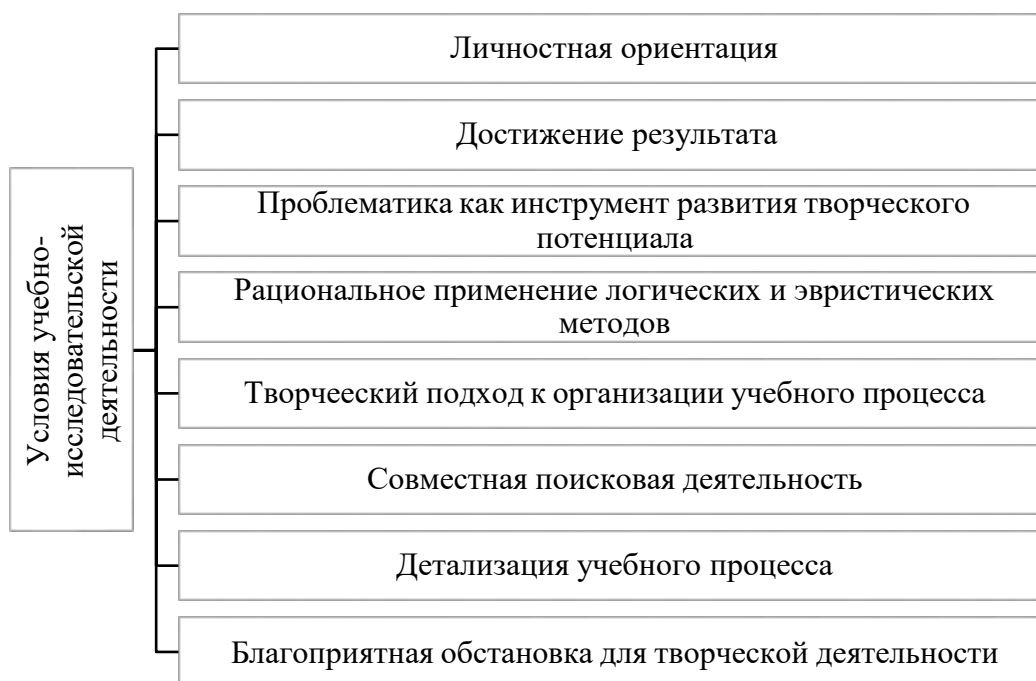 Условия учебно-
исследовательской
деятельности
Личностная ориентация
Достижение результата
Проблематика как инструмент развития творческого
потенциала
Рациональное применение логических и эвристических
методов
Творчееский подход к организации учебного процесса
Совместная поисковая деятельность
Детализация учебного процесса
Благоприятная обстановка для творческой деятельности